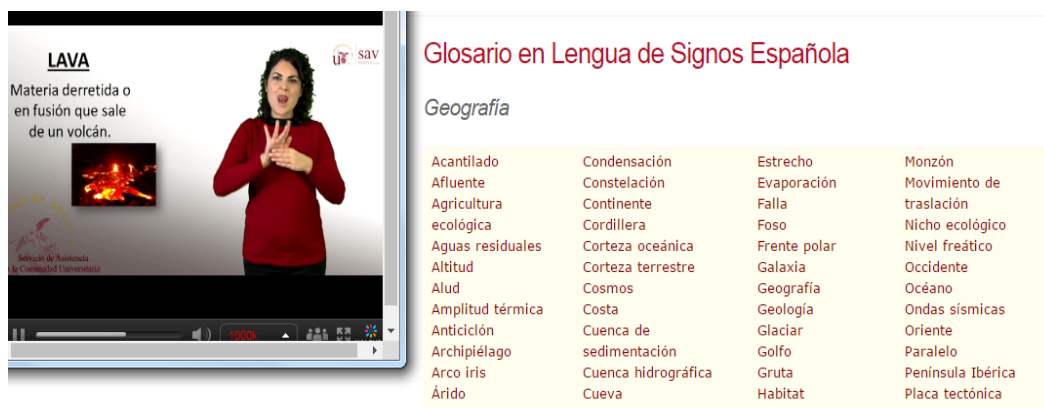 LAVA
Materia derretida o
en fusión que sale
de un volcán.
sav
Servicio de Asistencia
a la Comunidad Universitaria
1000k
Glosario en Lengua de Signos Española
Geografía
Acantilado
Afluente
Agricultura
ecológica
Aguas residuales
Altitud
Alud
Amplitud térmica
Anticiclón
Archipiélago
Arco iris
Árido
Condensación
Constelación
Continente
Cordillera
Corteza oceánica
Corteza terrestre
Cosmos
Costa
Cuenca de
sedimentación
Cuenca hidrográfica
Cueva
Estrecho
Evaporación
Falla
Foso
Frente polar
Galaxia
Geografía
Geología
Glaciar
Golfo
Gruta
Habitat
Monzón
Movimiento de
traslación
Nicho ecológico
Nivel freático
Occidente
Océano
Ondas sísmicas
Oriente
Paralelo
Península Ibérica
Placa tectónica